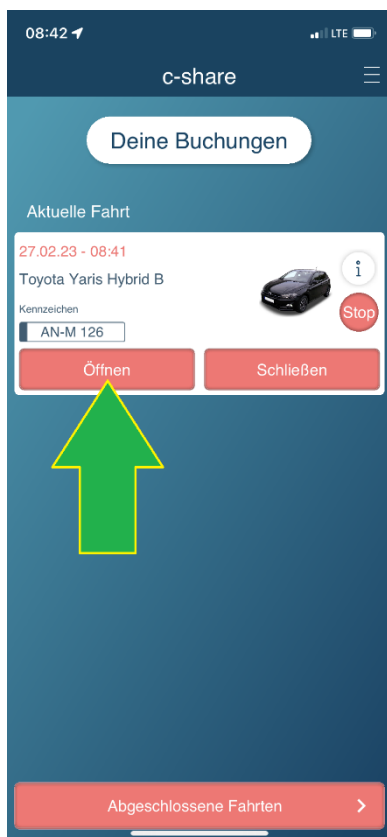 08:42 LTE
c-share
Deine Buchungen
Aktuelle Fahrt
27.02.23 - 08:41
Toyota Yaris Hybrid B
i
Kennzeichen
Stop
AN-M 126
Öffnen Schließen
Abgeschlossene Fahrten